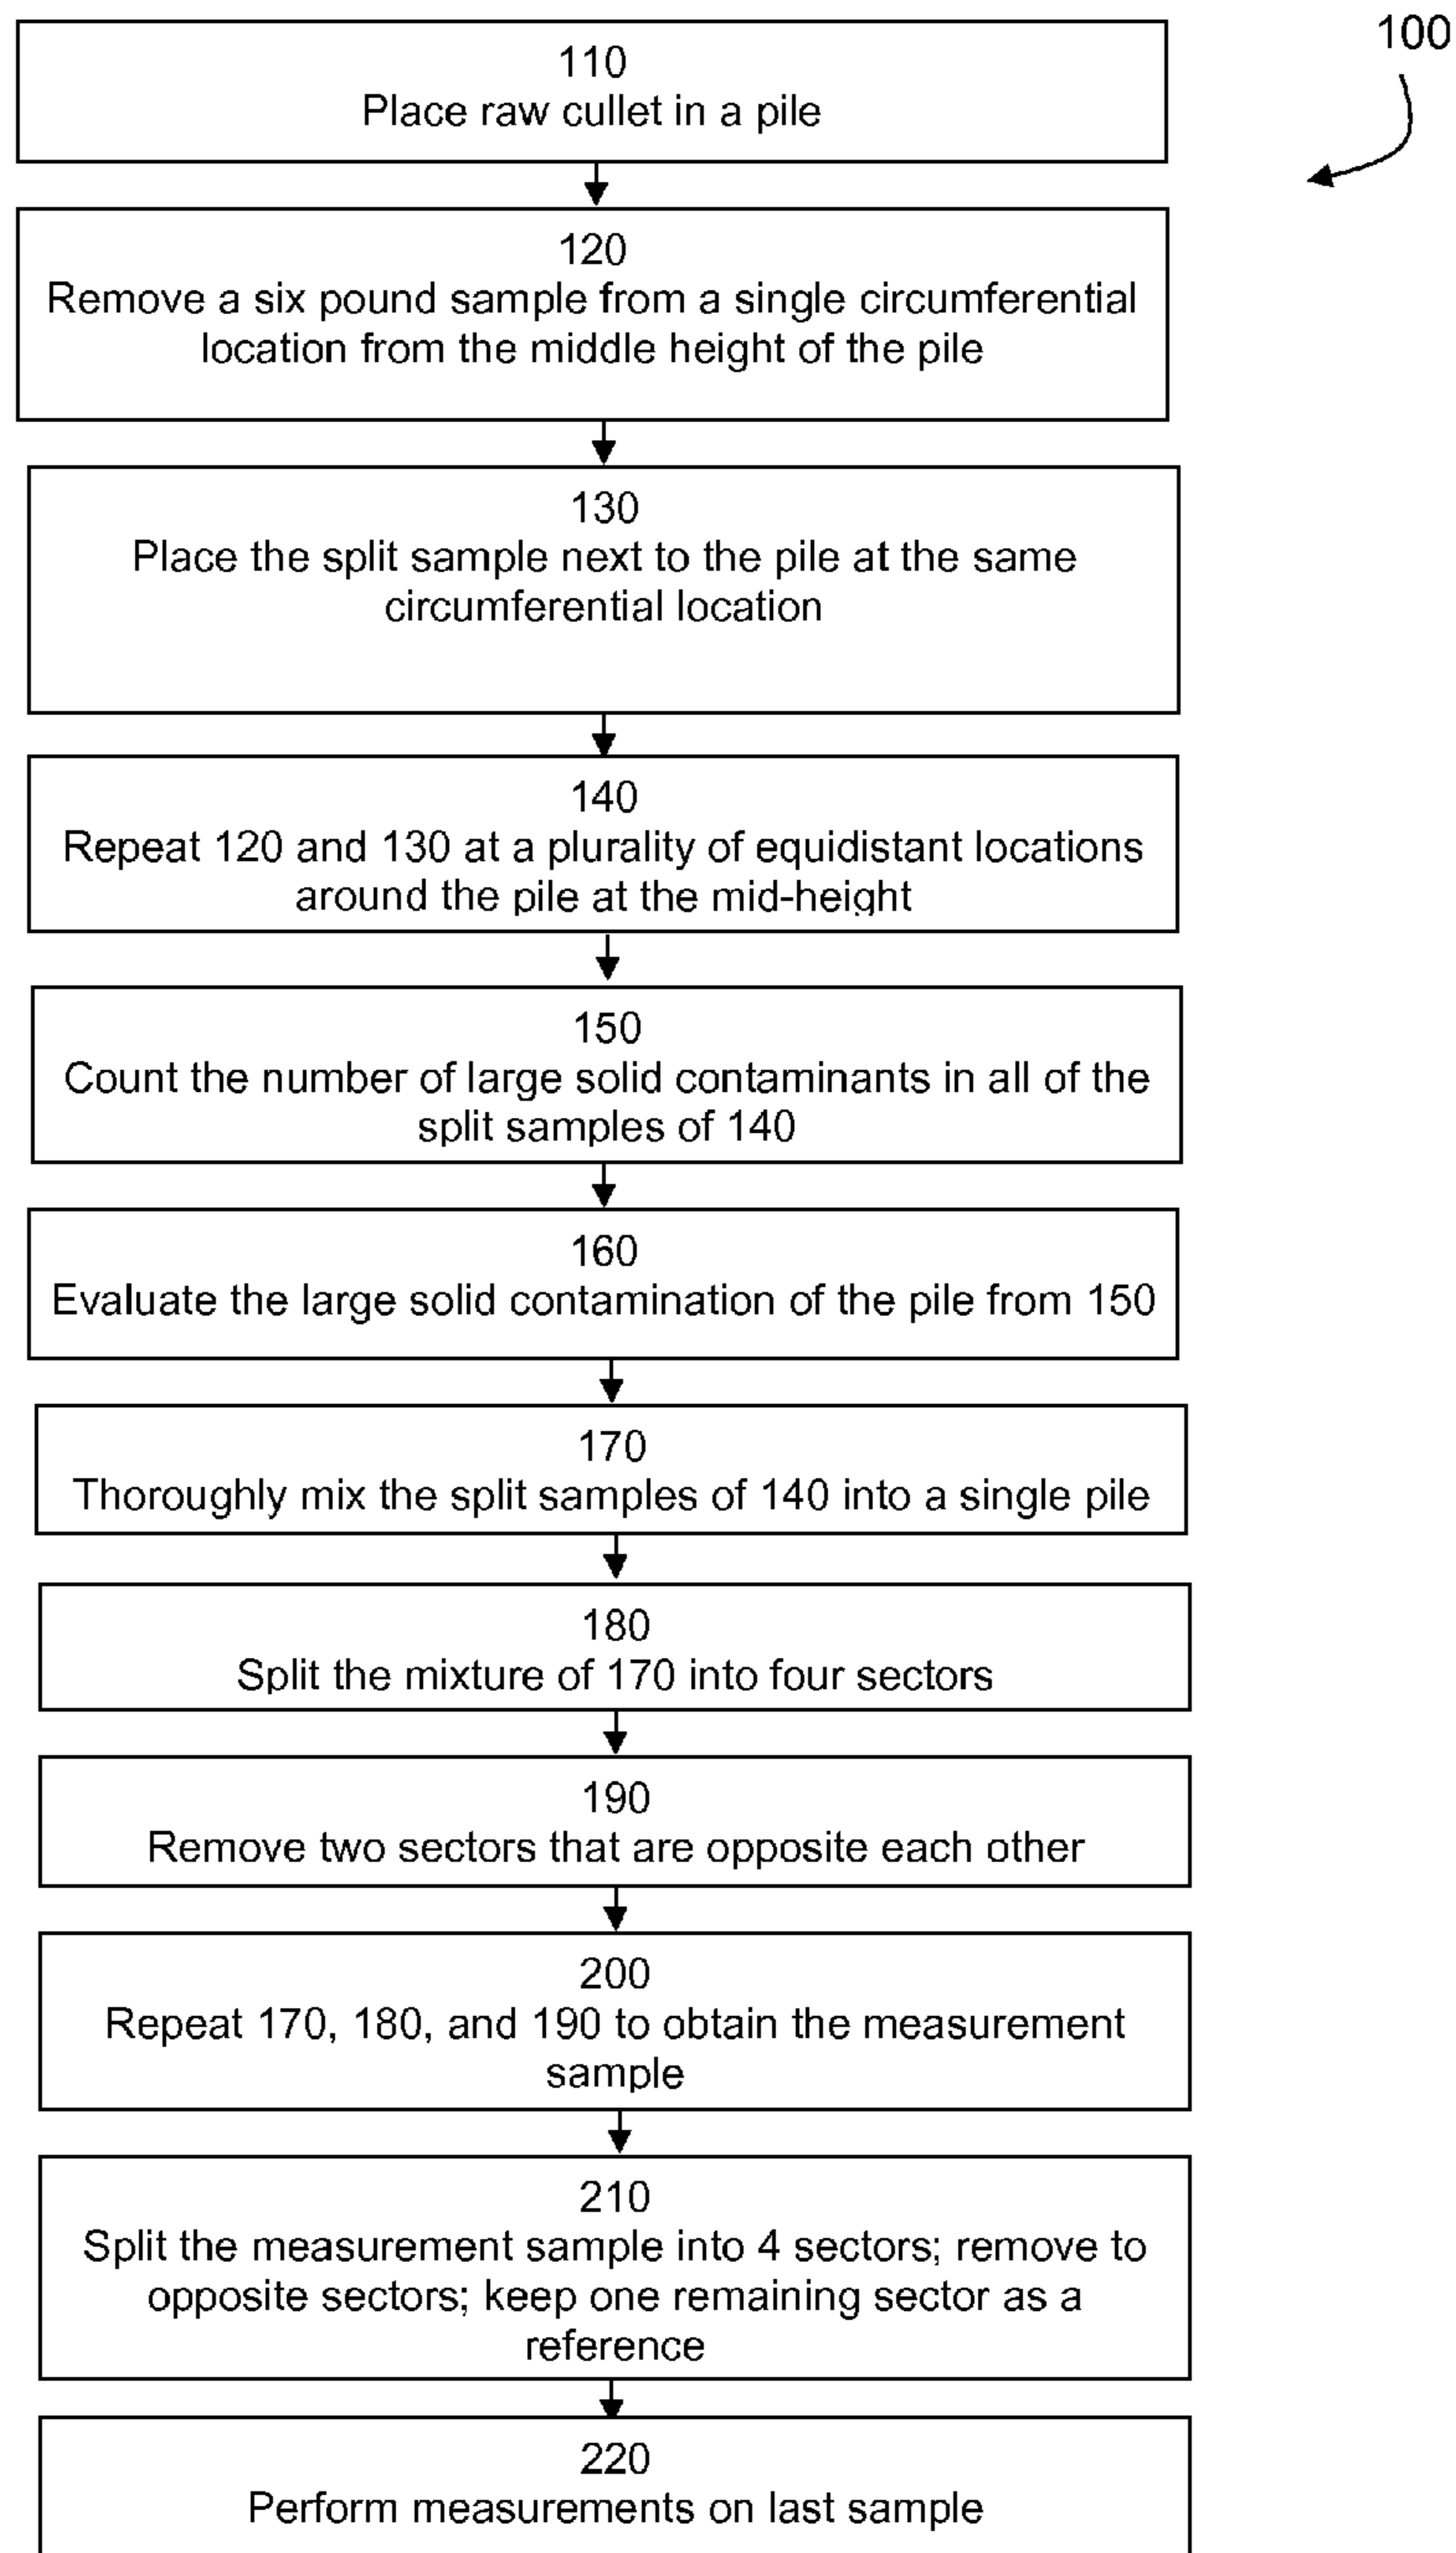 100
110
Place raw cullet in a pile
120
Remove a six pound sample from a single circumferential
location from the middle height of the pile
130
Place the split sample next to the pile at the same
circumferential location
140
Repeat 120 and 130 at a plurality of equidistant locations
around the pile at the mid-height
150
Count the number of large solid contaminants in all of the
split samples of 140
160
Evaluate the large solid contamination of the pile from 150
170
Thoroughly mix the split samples of 140 into a single pile
180
Split the mixture of 170 into four sectors
190
Remove two sectors that are opposite each other
200
Repeat 170, 180, and 190 to obtain the measurement
sample
210
Split the measurement sample into 4 sectors; remove to
opposite sectors; keep one remaining sector as a
reference
220
Perform measurements on last sample